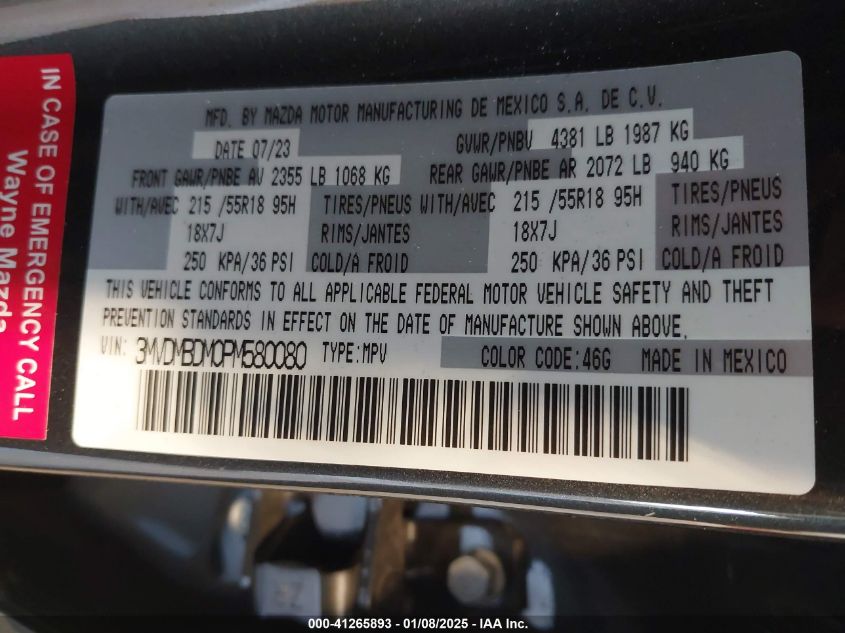 IN CASE OF EMERGENCY CALL
Wayne Mazda
MFD. BY MAZDA MOTOR MANUFACTURING DE MEXICO S.A. DE C.V.
DATE 07/23 GVWR/PNBV 4381 LB 1987 KG
FRONT GAWR/PNBE AV 2355 LB 1068 KG REAR GAWR/PNBE AR 2072 LB 940 KG
WITH/AVEC 215 /55R18 95H TIRES/PNEUS WITH/AVEC 215 /55R18 95H TIRES/PNEUS
18X7J RIMS/JANTES 18X7J RIMS/JANTES
250 KPA/36 PSI COLD/A FROID 250 KPA/36 PSI COLD/A FROID
THIS VEHICLE CONFORMS TO ALL APPLICABLE FEDERAL MOTOR VEHICLE SAFETY AND THEFT
PREVENTION STANDARDS IN EFFECT ON THE DATE OF MANUFACTURE SHOWN ABOVE.
VIN: 3MVDMBDM0PM580080 TYPE:MPV COLOR CODE:46G MADE IN MEXICO
000-41265893 / 01/08/2025 - IAA Inc.